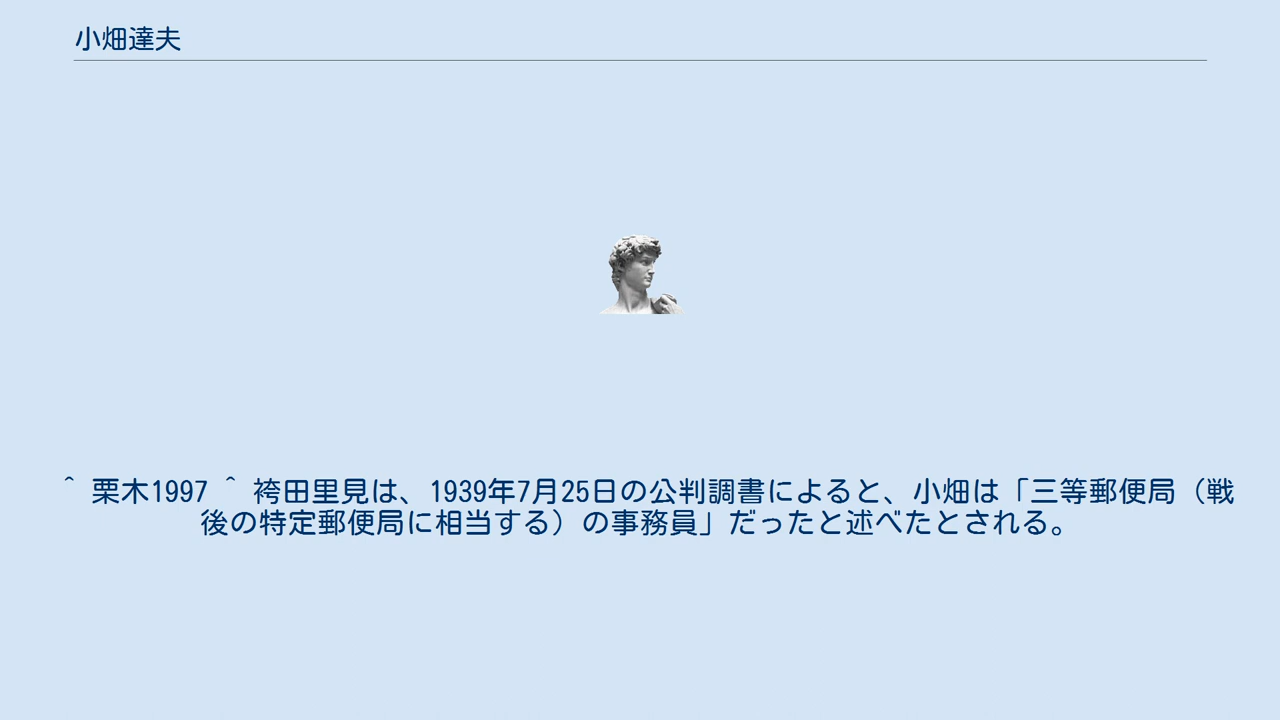 小畑達夫
^ 栗木1997 ^ 袴田里見は、1939年7月25日の公判調書によると、小畑は「三等郵便局（戦
後の特定郵便局に相当する）の事務員」だったと述べたとされる。